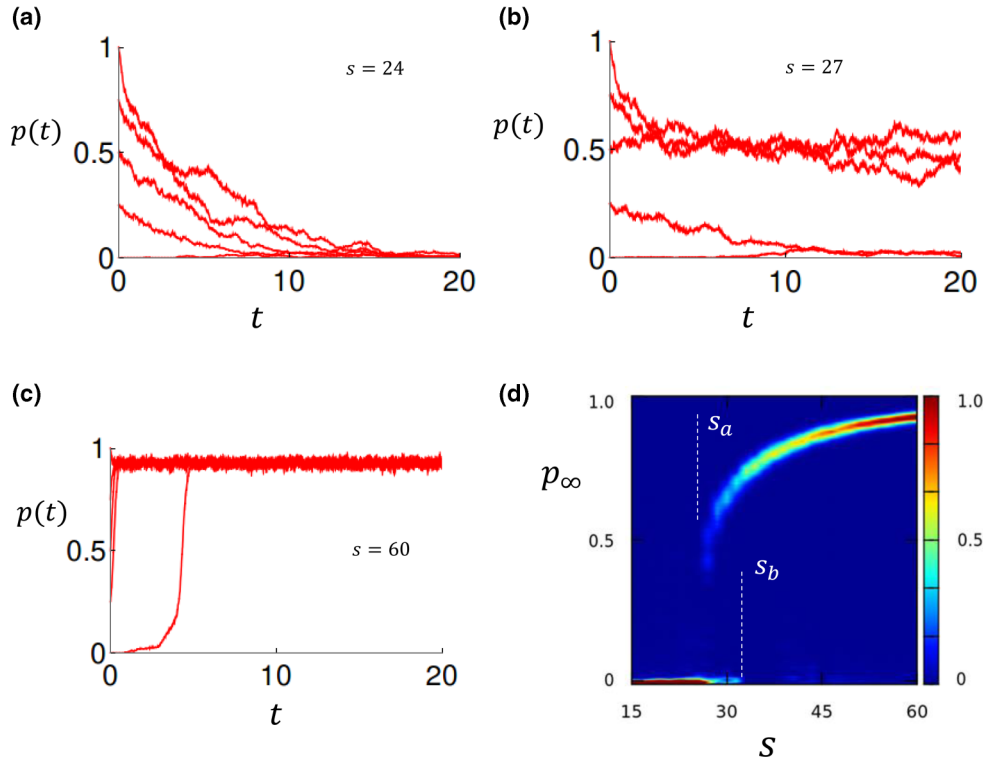 (a)
1
s = 24
p(t)
0.5
0
0 10 20
t
(b)
1
s = 27
p(t)
0.5
0
0 10 20
t
(c)
1
p(t)
0.5
s = 60
0
0 10 20
t
(d)
1.0 1.0
s_a
p_∞
0.5 0.5
s_b
0 0
15 30 45 60
s